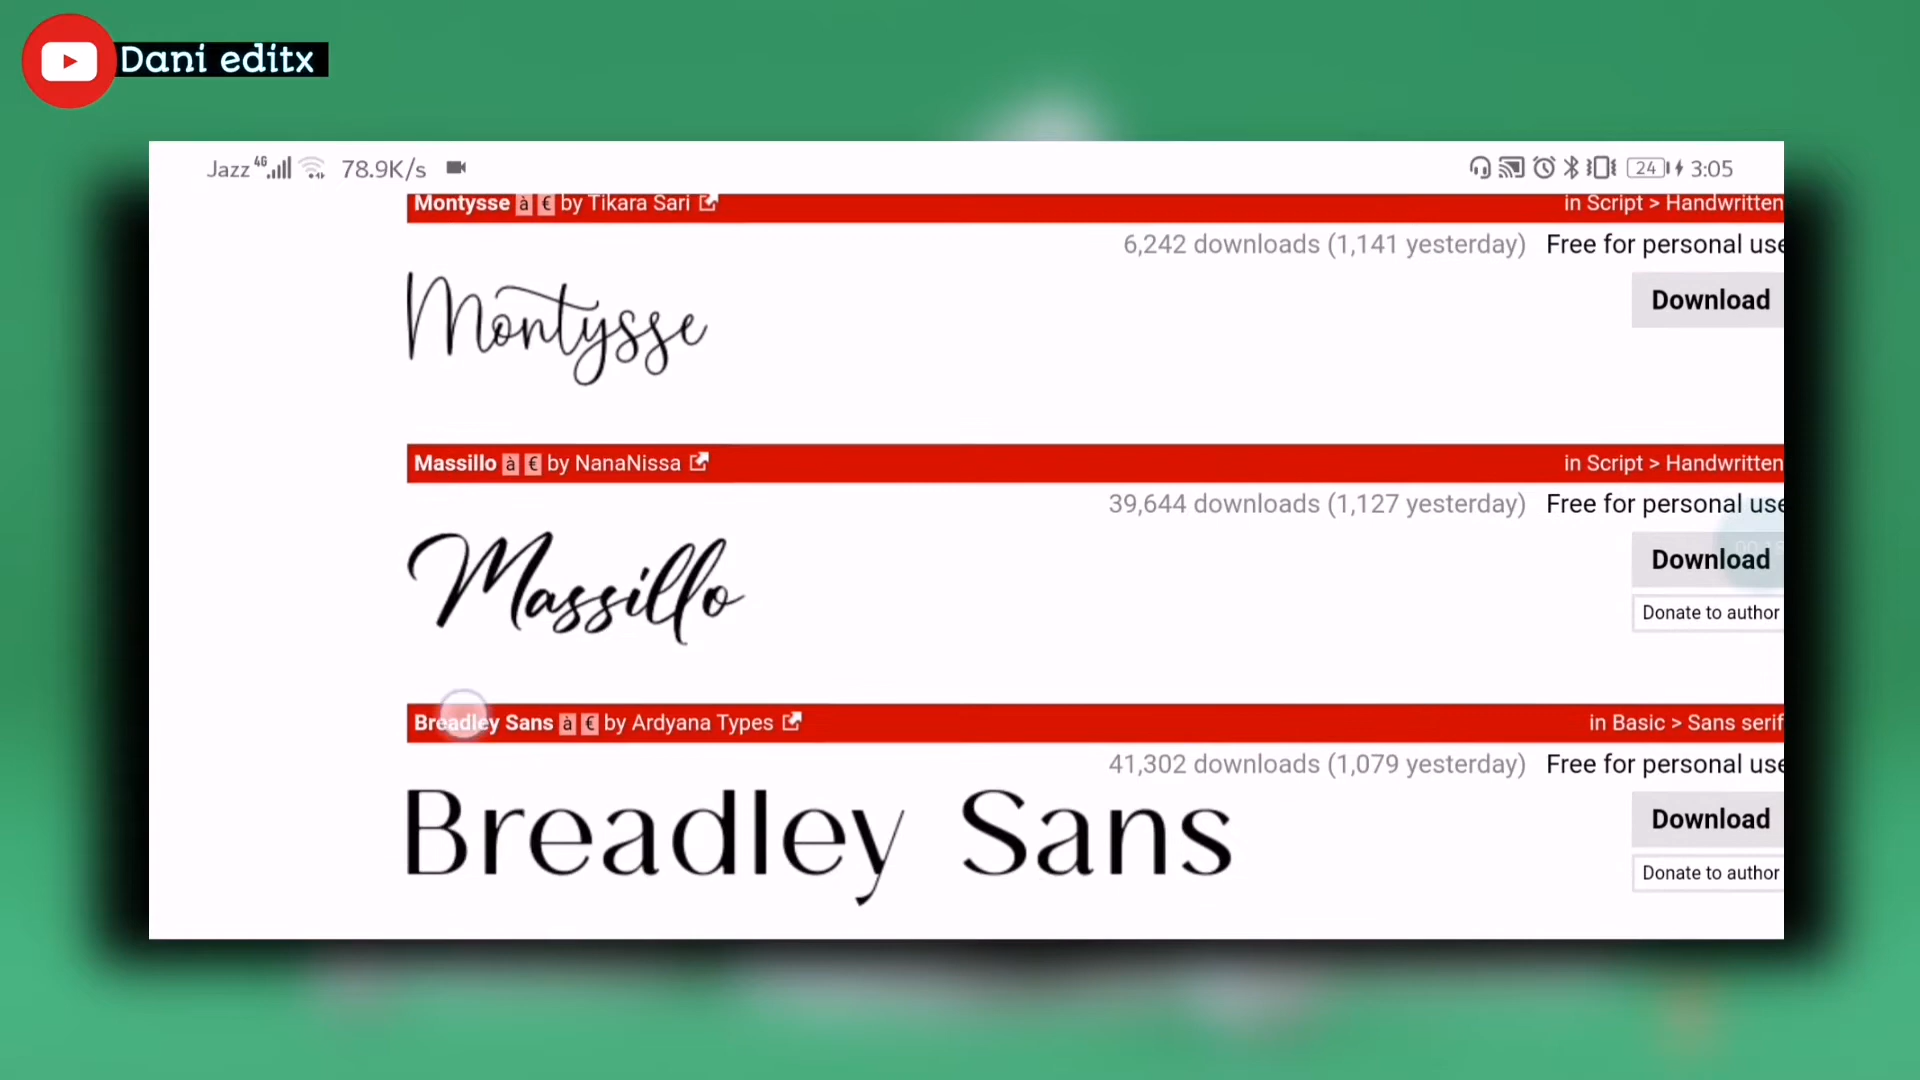 Dani editx
Jazz 4G 78.9K/s 24 3:05
Montysse à € by Tikara Sari in Script > Handwritten
6,242 downloads (1,141 yesterday) Free for personal use
Download
Montysse
Massillo à € by NanaNissa in Script > Handwritten
39,644 downloads (1,127 yesterday) Free for personal use
Download
Massillo
Donate to author
Breadley Sans à € by Ardyana Types in Basic > Sans serif
41,302 downloads (1,079 yesterday) Free for personal use
Download
Breadley Sans
Donate to author